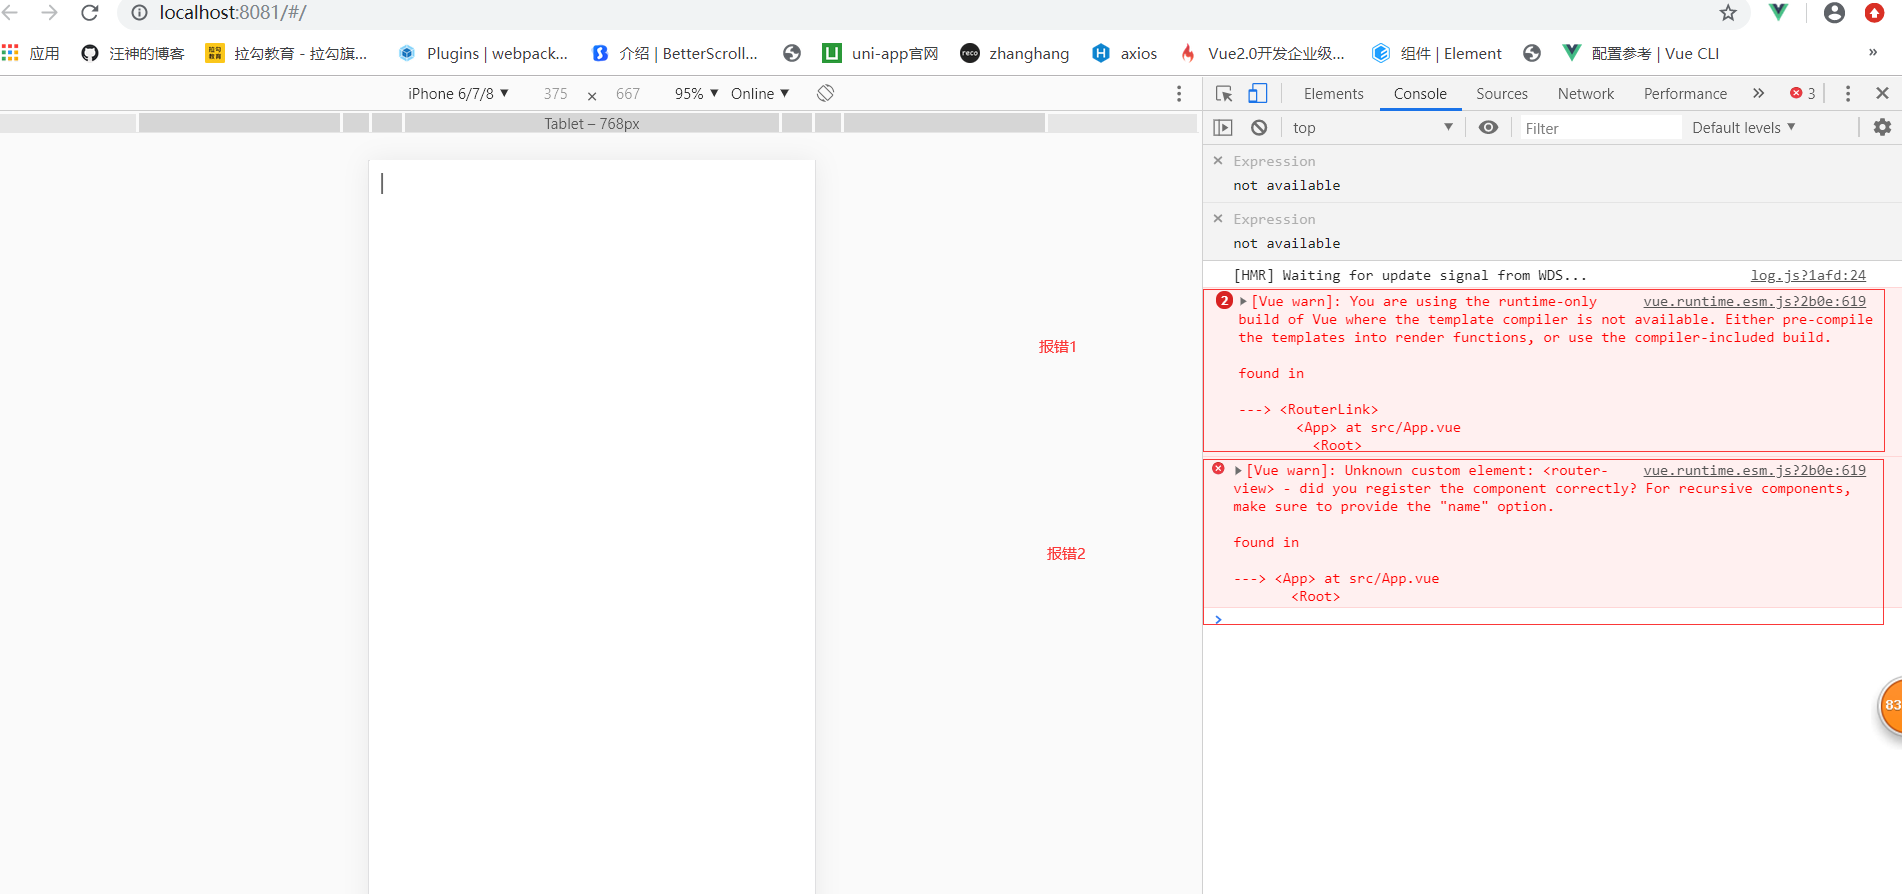 localhost:8081/#/
应用 汪神的博客 拉勾教育 - 拉勾旗... Plugins | webpack... 介绍 | BetterScroll... uni-app官网 reco zhanghang axios Vue2.0开发企业级... 组件 | Element 配置参考 | Vue CLI »
iPhone 6/7/8 ▼ 375 × 667 95% ▼ Online ▼
Elements Console Sources Network Performance » 3
Tablet – 768px
top ▼ Filter Default levels ▼
Expression
not available
Expression
not available
[HMR] Waiting for update signal from WDS... log.js?1afd:24
2 [Vue warn]: You are using the runtime-only vue.runtime.esm.js?2b0e:619
build of Vue where the template compiler is not available. Either pre-compile
the templates into render functions, or use the compiler-included build.
报错1
found in
---> <RouterLink>
<App> at src/App.vue
<Root>
[Vue warn]: Unknown custom element: <router- vue.runtime.esm.js?2b0e:619
view> - did you register the component correctly? For recursive components,
make sure to provide the "name" option.
found in
报错2
---> <App> at src/App.vue
<Root>
83